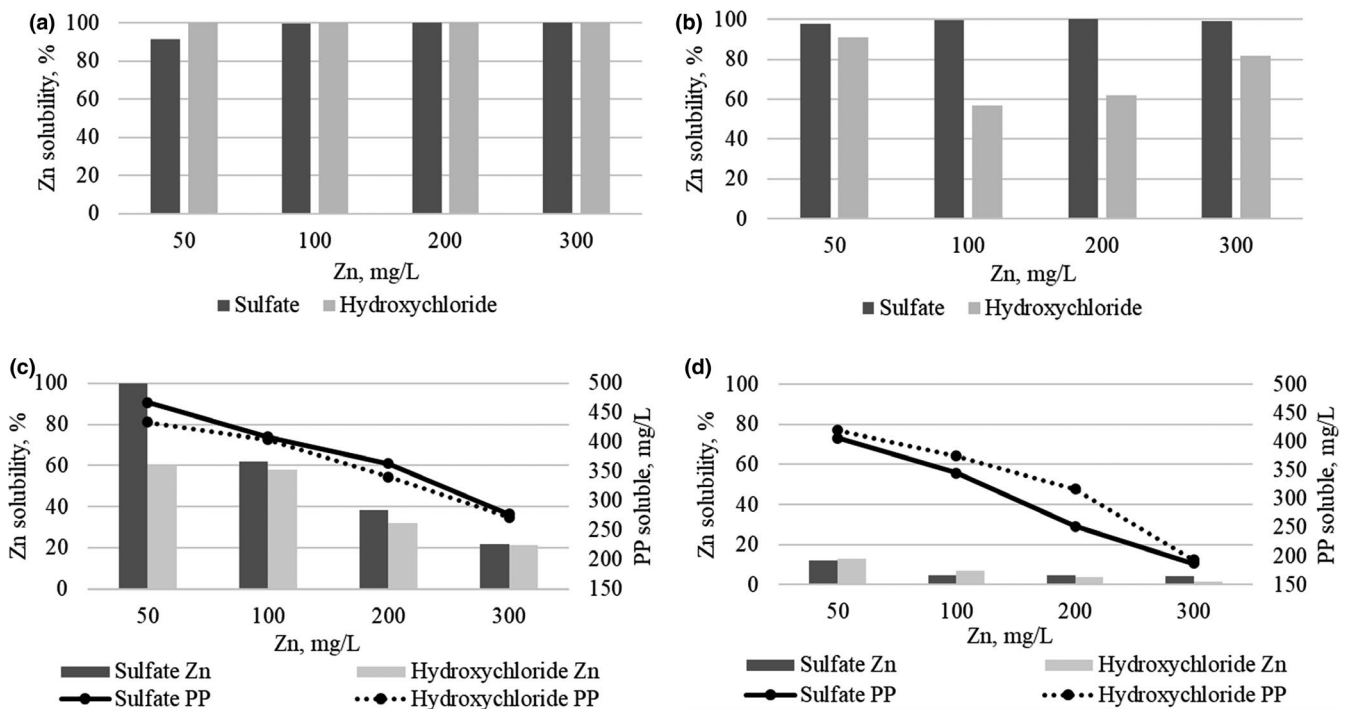 (a)
Zn solubility, %
100
80
60
40
20
0
50 100 200 300
Zn, mg/L
Sulfate Hydroxychloride
(b)
Zn solubility, %
100
80
60
40
20
0
50 100 200 300
Zn, mg/L
Sulfate Hydroxychloride
(c)
Zn solubility, %
100
80
60
40
20
0
500
450
400
350
300
250
200
150
PP soluble, mg/L
50 100 200 300
Zn, mg/L
Sulfate Zn Hydroxychloride Zn
Sulfate PP Hydroxychloride PP
(d)
Zn solubility, %
100
80
60
40
20
0
500
450
400
350
300
250
200
150
PP soluble, mg/L
50 100 200 300
Zn, mg/L
Sulfate Zn Hydroxychloride Zn
Sulfate PP Hydroxychloride PP